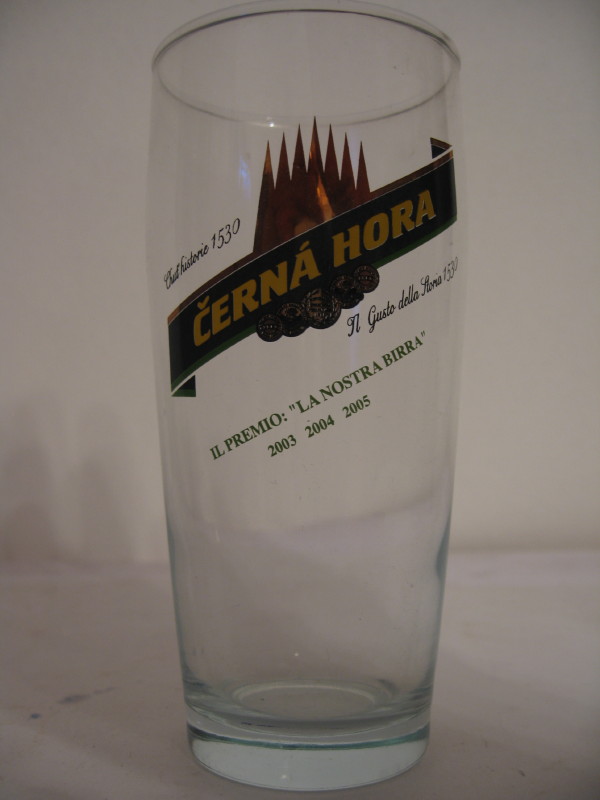 Chuť historie 1530
ČERNÁ HORA
Il Gusto della Storia 1530
IL PREMIO: "LA NOSTRA BIRRA"
2003 2004 2005